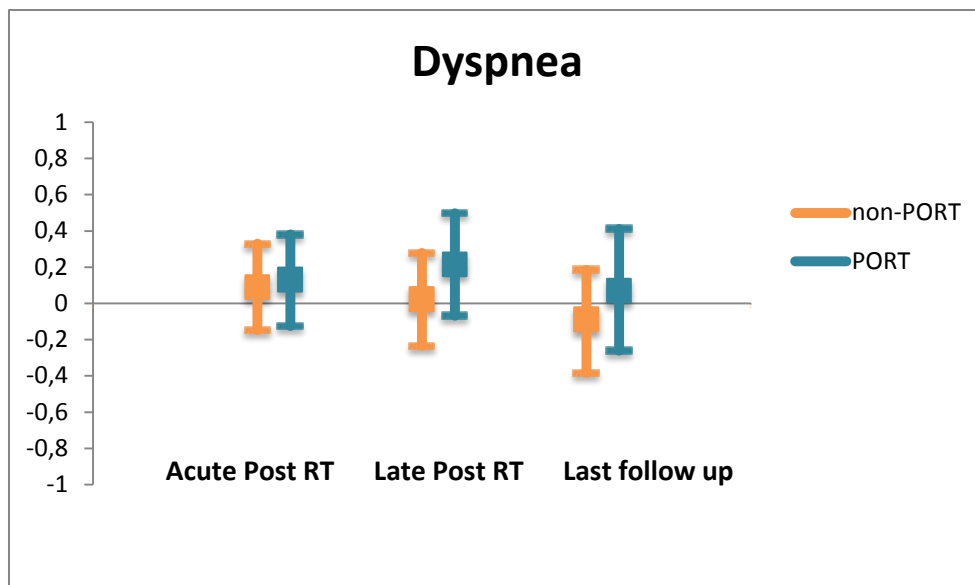 Dyspnea
1
0,8
0,6
0,4
0,2
0
-0,2
-0,4
-0,6
-0,8
-1
Acute Post RT Late Post RT Last follow up
non-PORT
PORT